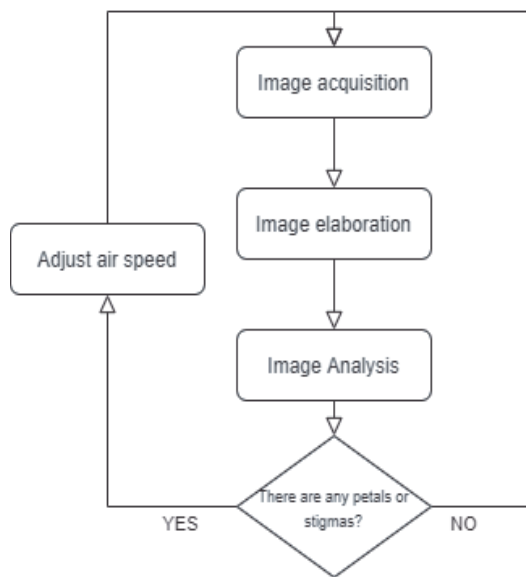 Image acquisition
Image elaboration
Adjust air speed
Image Analysis
There are any petals or
stigmas?
YES
NO